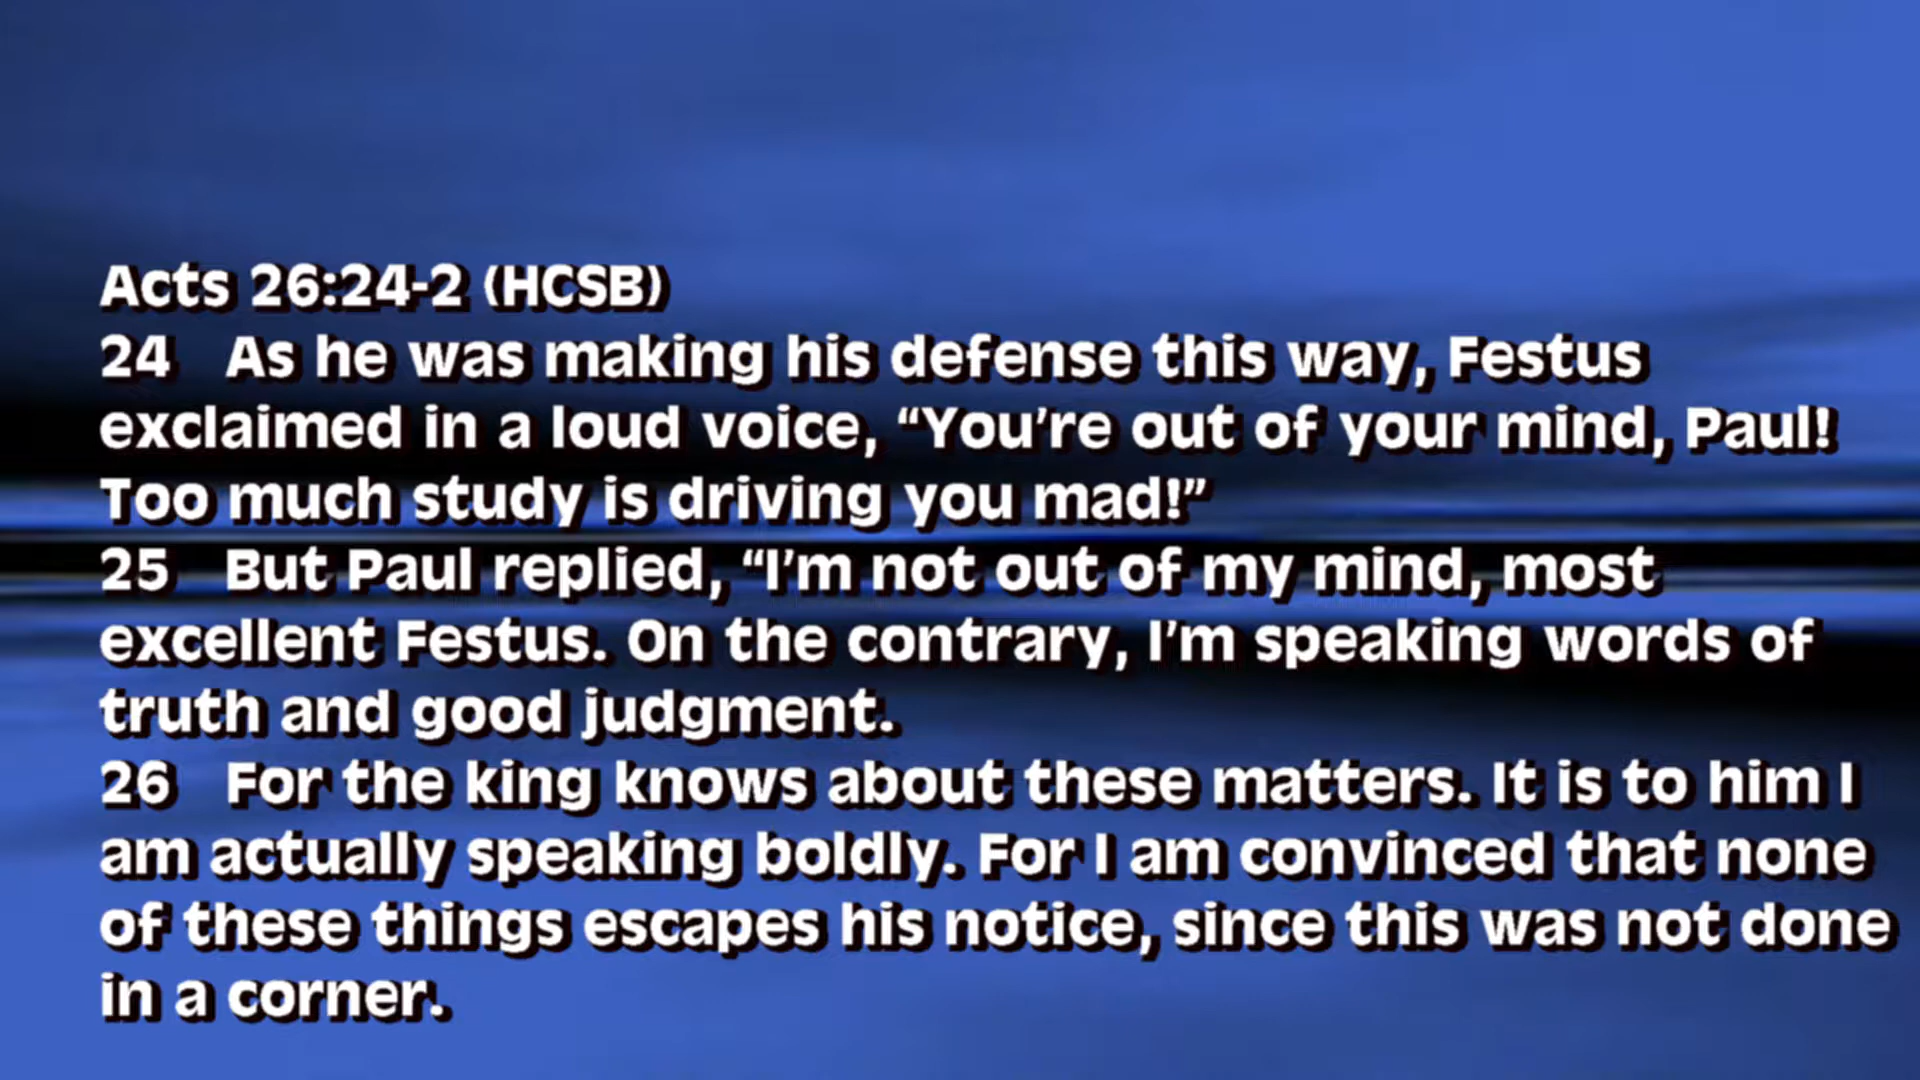 Acts 26:24-2 (HCSB)
24 As he was making his defense this way, Festus
exclaimed in a loud voice, “You’re out of your mind, Paul!
Too much study is driving you mad!”
25 But Paul replied, “I’m not out of my mind, most
excellent Festus. On the contrary, I’m speaking words of
truth and good judgment.
26 For the king knows about these matters. It is to him I
am actually speaking boldly. For I am convinced that none
of these things escapes his notice, since this was not done
in a corner.